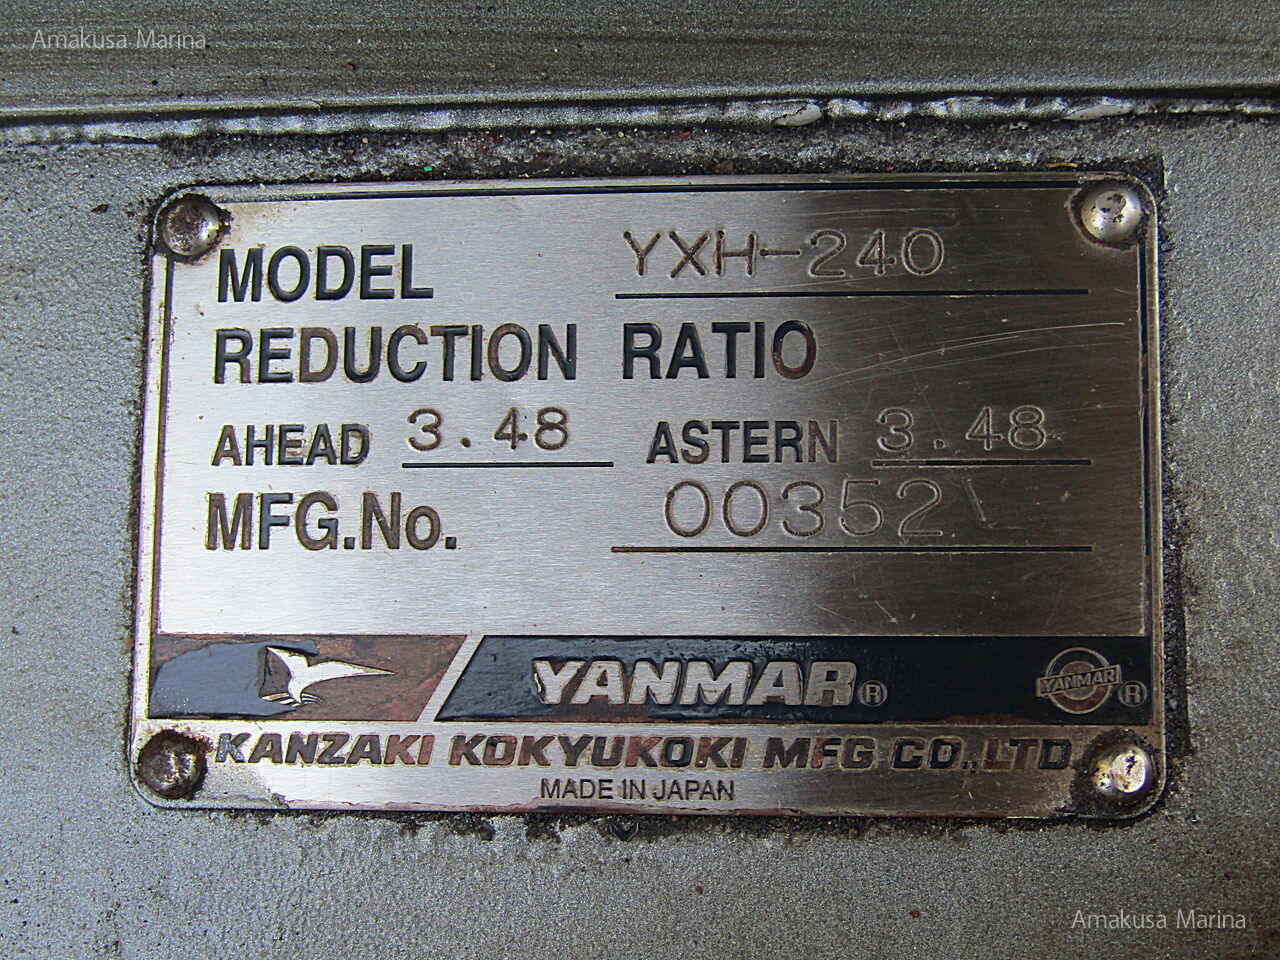 Amakusa Marina
MODEL YXH-240
REDUCTION RATIO
AHEAD 3.48 ASTERN 3.48
MFG.No. 00352
YANMAR® YANMAR®
KANZAKI KOKYUKOKI MFG CO.,LTD.
MADE IN JAPAN
Amakusa Marina